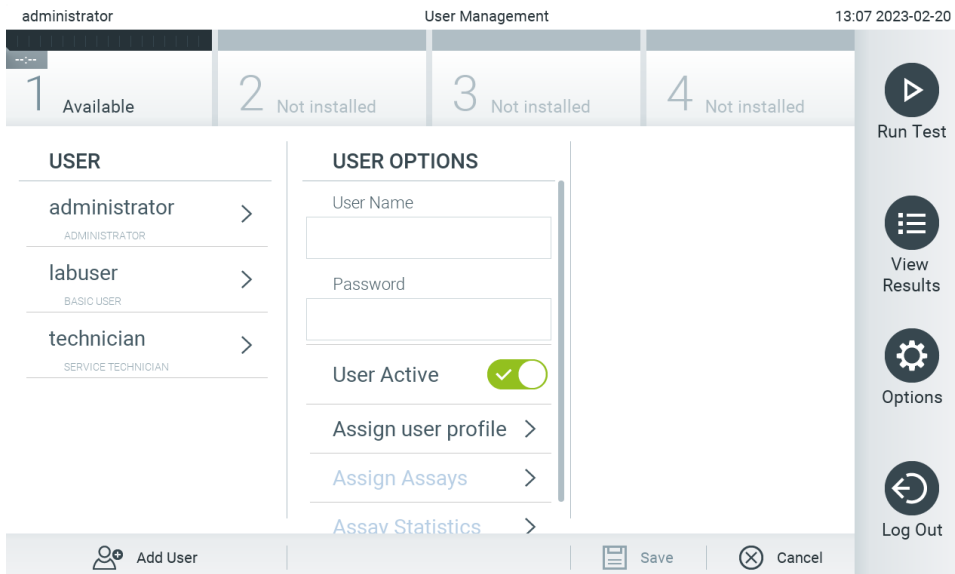 administrator User Management 13:07 2023-02-20
--:--
1 Available 2 Not installed 3 Not installed 4 Not installed
Run Test
USER
administrator
ADMINISTRATOR
labuser
BASIC USER
technician
SERVICE TECHNICIAN
USER OPTIONS
User Name
Password
User Active
Assign user profile
Assign Assays
Assay Statistics
View
Results
Options
Log Out
Add User Save Cancel